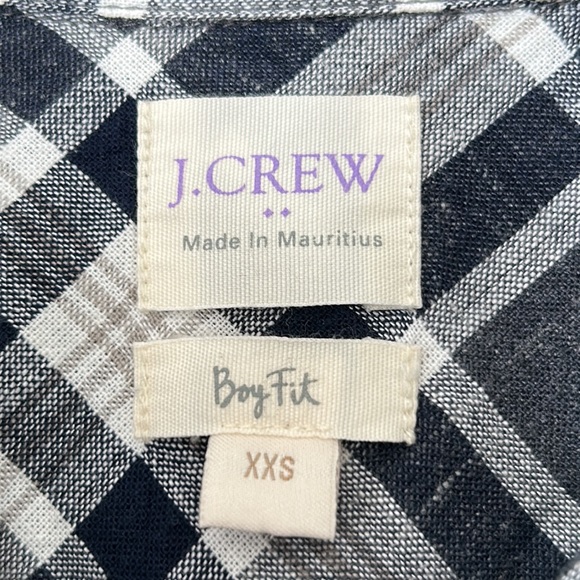 J.CREW
Made In Mauritius
Boy Fit
XXS